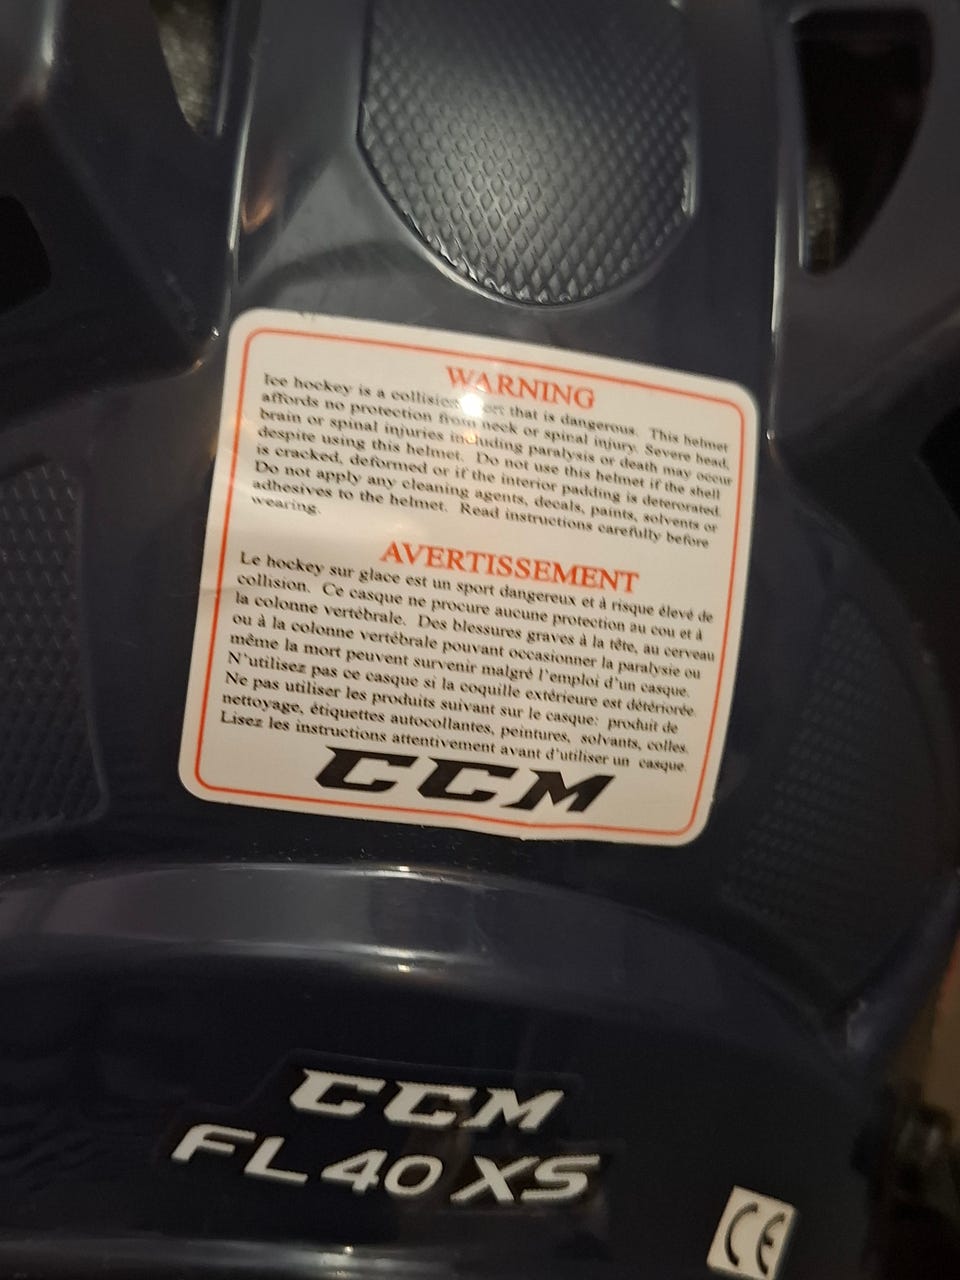 WARNING
Ice hockey is a collision sport that is dangerous. This helmet
affords no protection from neck or spinal injury. Severe head,
brain or spinal injuries including paralysis or death may occur
despite using this helmet. Do not use this helmet if the shell
is cracked, deformed or if the interior padding is deterorated.
Do not apply any cleaning agents, decals, paints, solvents or
adhesives to the helmet. Read instructions carefully before
wearing.
AVERTISSEMENT
Le hockey sur glace est un sport dangereux et à risque élevé de
collision. Ce casque ne procure aucune protection au cou et à
la colonne vertébrale. Des blessures graves à la tête, au cerveau
ou à la colonne vertébrale pouvant occasionner la paralysie ou
même la mort peuvent survenir malgré l'emploi d'un casque.
N'utilisez pas ce casque si la coquille extérieure est détériorée.
Ne pas utiliser les produits suivant sur le casque: produit de
nettoyage, étiquettes autocollantes, peintures, solvants, colles.
Lisez les instructions attentivement avant d'utiliser un casque.
CCM
CCM
FL40 XS
CE